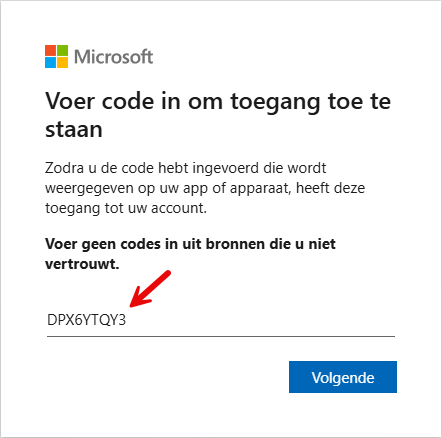 Microsoft
Voer code in om toegang toe te
staan
Zodra u de code hebt ingevoerd die wordt
weergegeven op uw app of apparaat, heeft deze
toegang tot uw account.
Voer geen codes in uit bronnen die u niet
vertrouwt.
DPX6YTQY3
Volgende